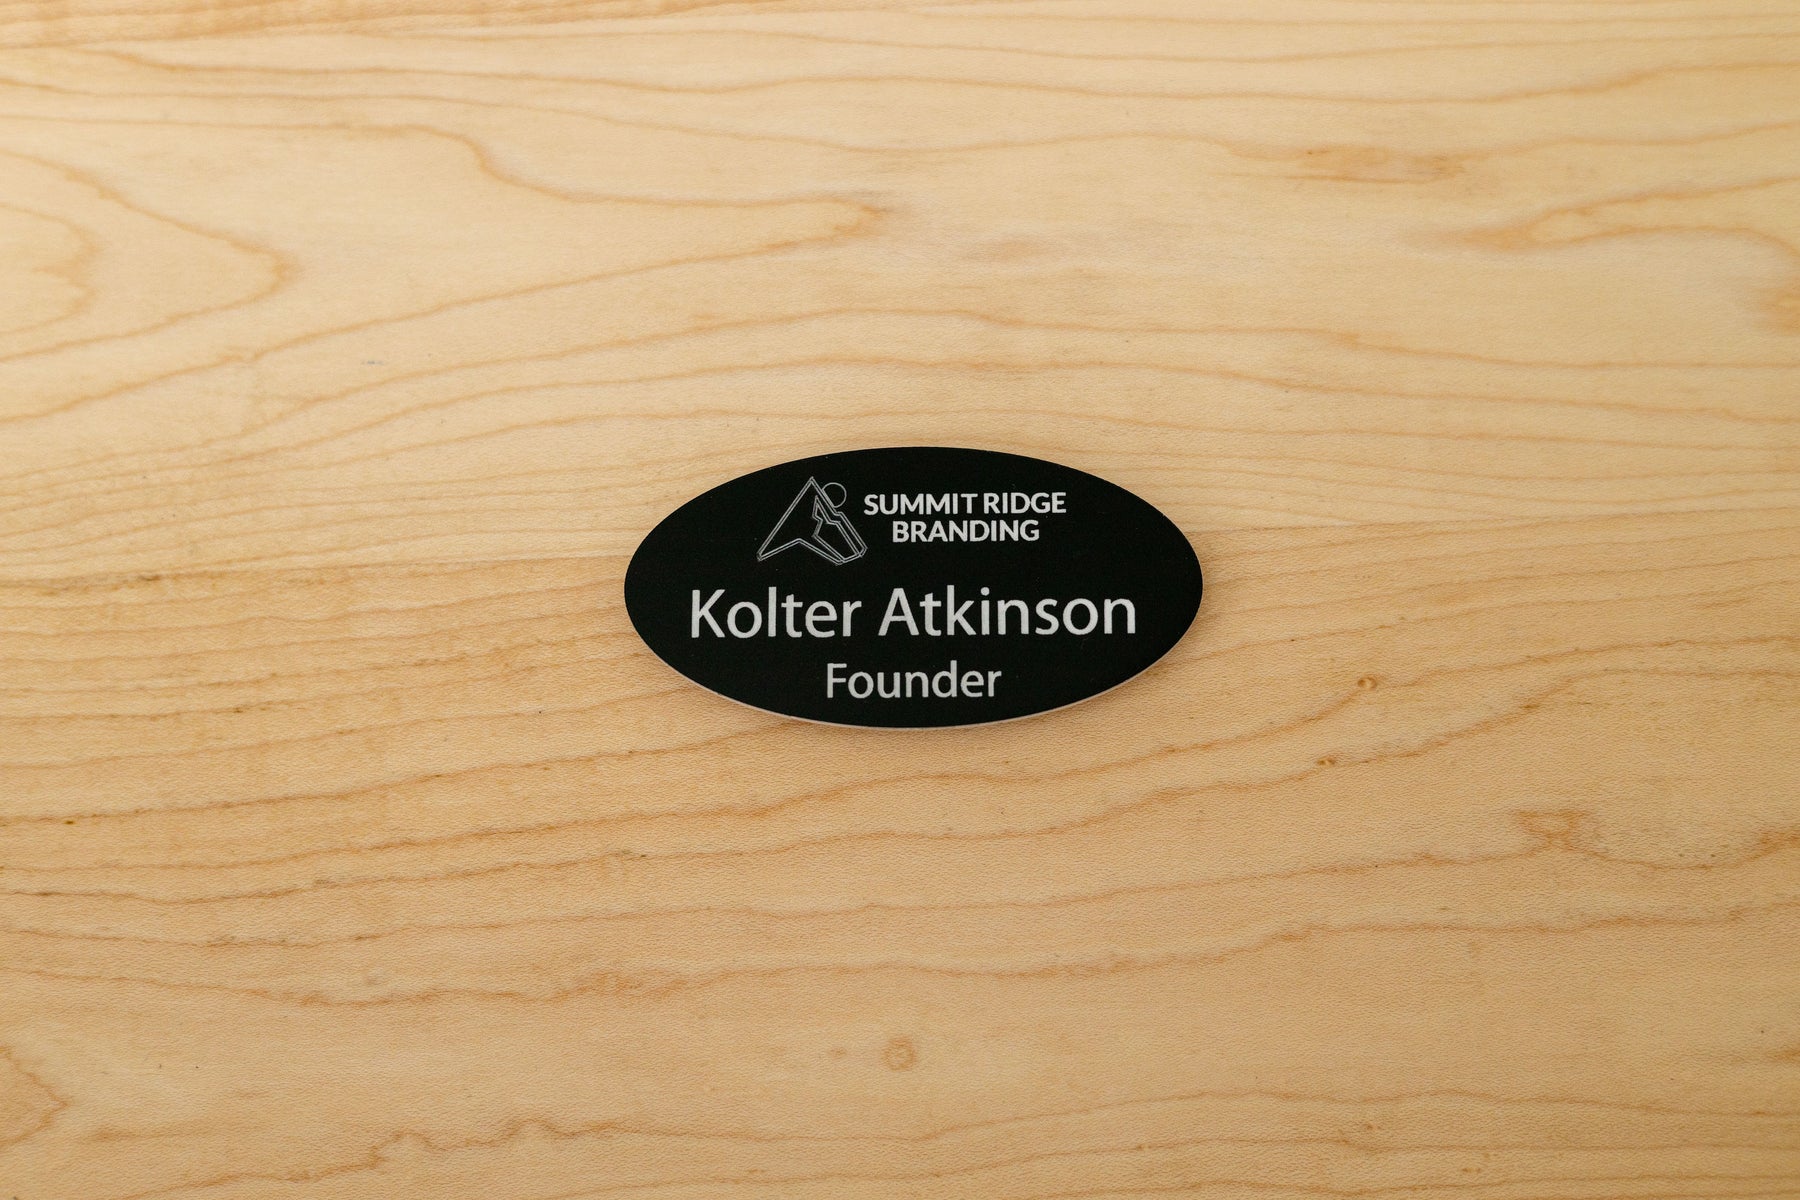 SUMMIT RIDGE
BRANDING
Kolter Atkinson
Founder